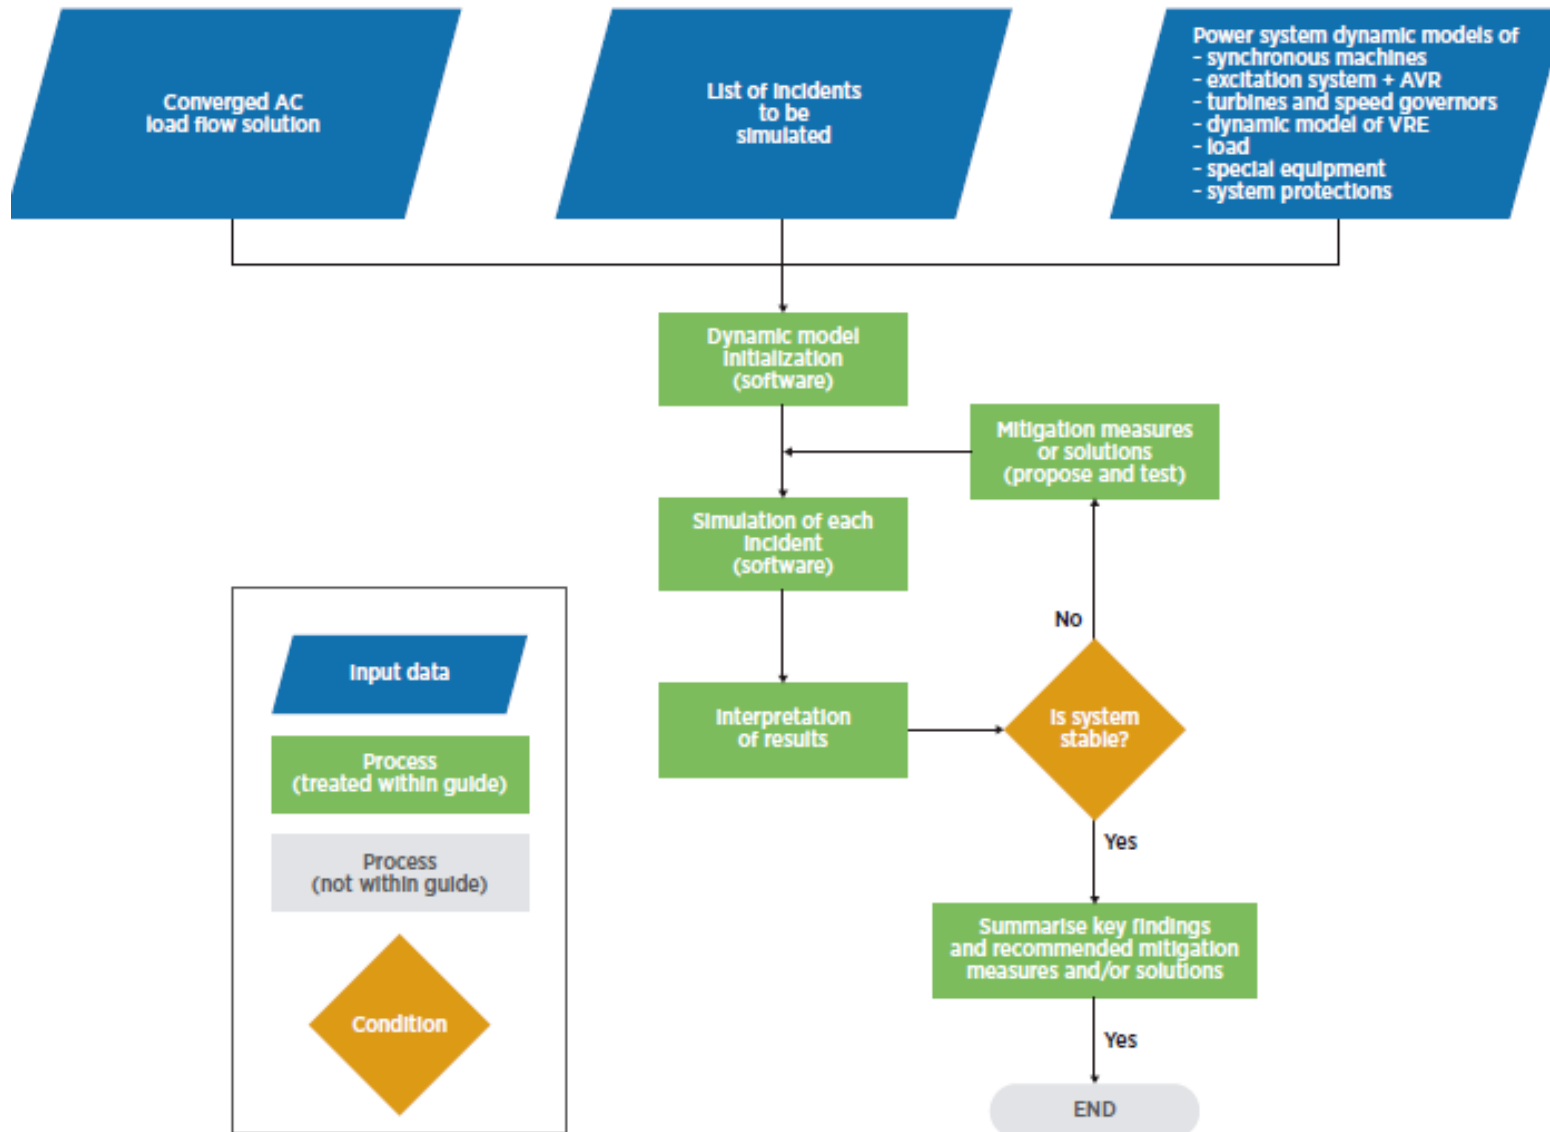 Converged AC
load flow solution
List of incidents
to be
simulated
Power system dynamic models of
- synchronous machines
- excitation system + AVR
- turbines and speed governors
- dynamic model of VRE
- load
- special equipment
- system protections
Dynamic model
initialization
(software)
Mitigation measures
or solutions
(propose and test)
Simulation of each
incident
(software)
No
Interpretation
of results
Is system
stable?
Yes
Summarise key findings
and recommended mitigation
measures and/or solutions
Yes
END
Input data
Process
(treated within guide)
Process
(not within guide)
Condition